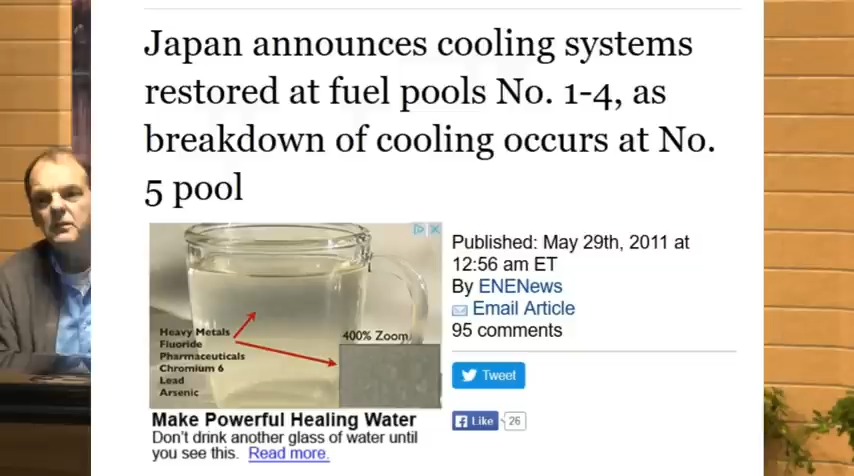 Japan announces cooling systems
restored at fuel pools No. 1-4, as
breakdown of cooling occurs at No.
5 pool
Heavy Metals
Fluoride
Pharmaceuticals
Chromium 6
Lead
Arsenic
400% Zoom
Make Powerful Healing Water
Don't drink another glass of water until
you see this. Read more.
Published: May 29th, 2011 at
12:56 am ET
By ENENews
Email Article
95 comments
Tweet
Like 26